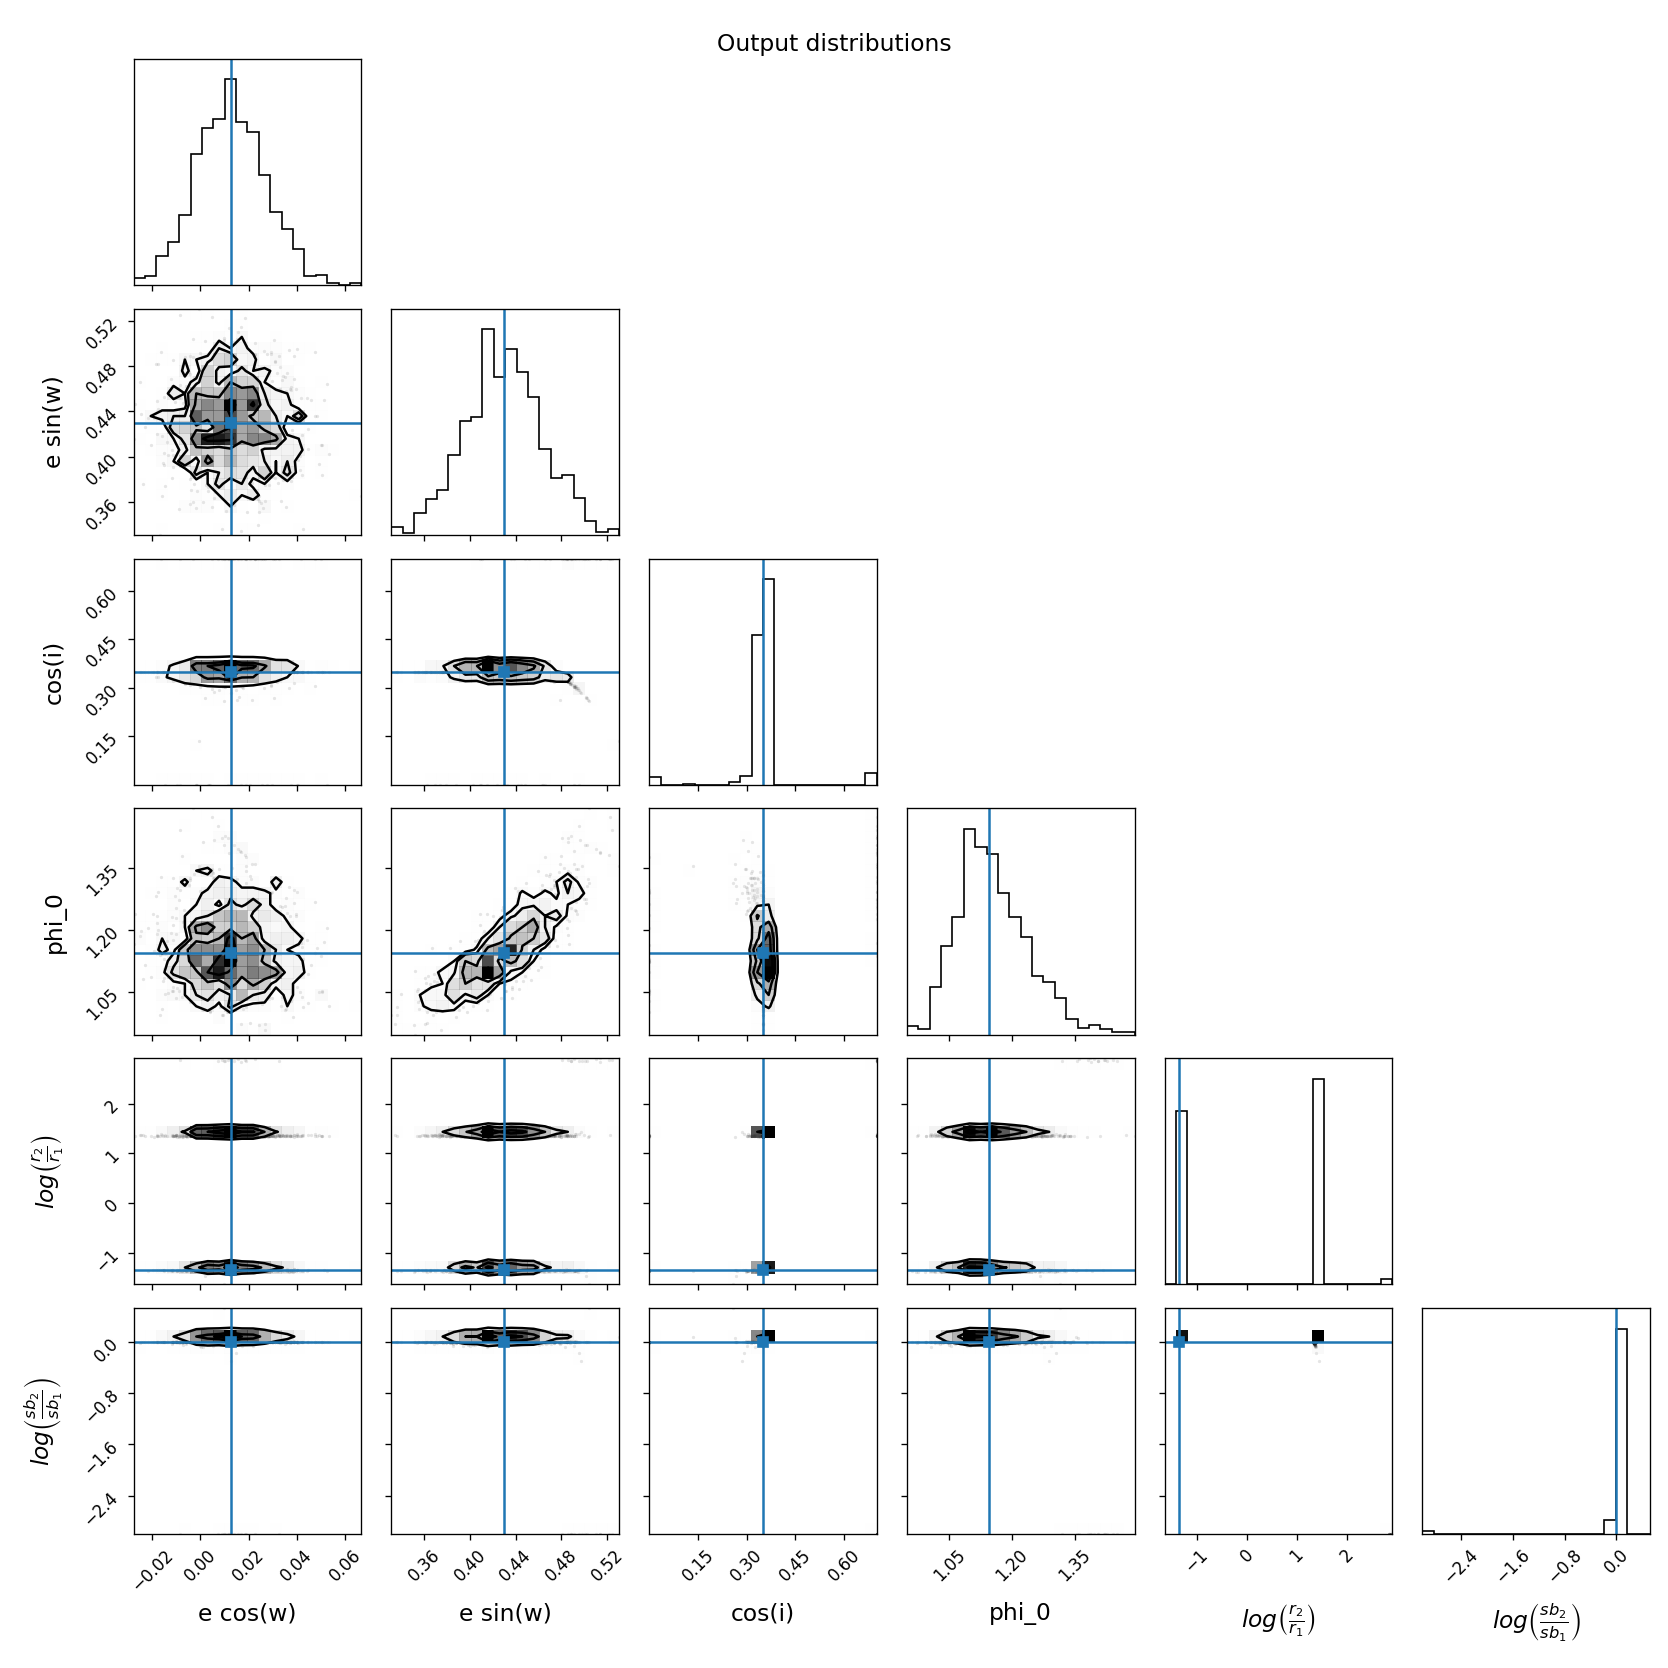 Output distributions
e sin(w)
0.52
0.48
0.44
0.40
0.36
cos(i)
0.60
0.45
0.30
0.15
phi_0
1.35
1.20
1.05
log(r₂/r₁)
2
1
0
−1
log(sb₂/sb₁)
0.0
−0.8
−1.6
−2.4
−0.02 0.00 0.02 0.04 0.06
0.36 0.40 0.44 0.48 0.52
0.15 0.30 0.45 0.60
1.05 1.20 1.35
−1 0 1 2
−2.4 −1.6 −0.8 0.0
e cos(w)
e sin(w)
cos(i)
phi_0
log(r₂/r₁)
log(sb₂/sb₁)